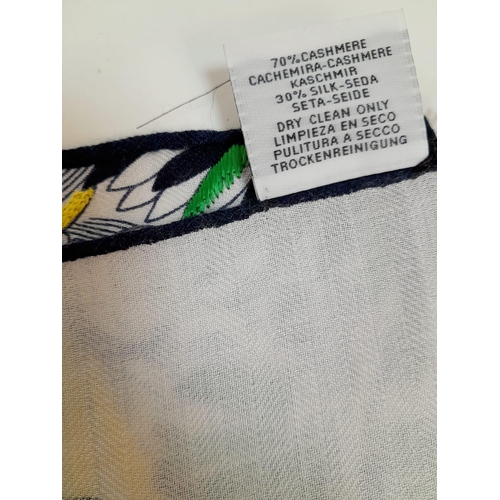 70% CASHMERE
CACHEMIRA-CASHMERE
KASCHMIR
30% SILK-SEDA
SETA-SEIDE
DRY CLEAN ONLY
LIMPIEZA EN SECO
PULITURA A SECCO
TROCKENREINIGUNG